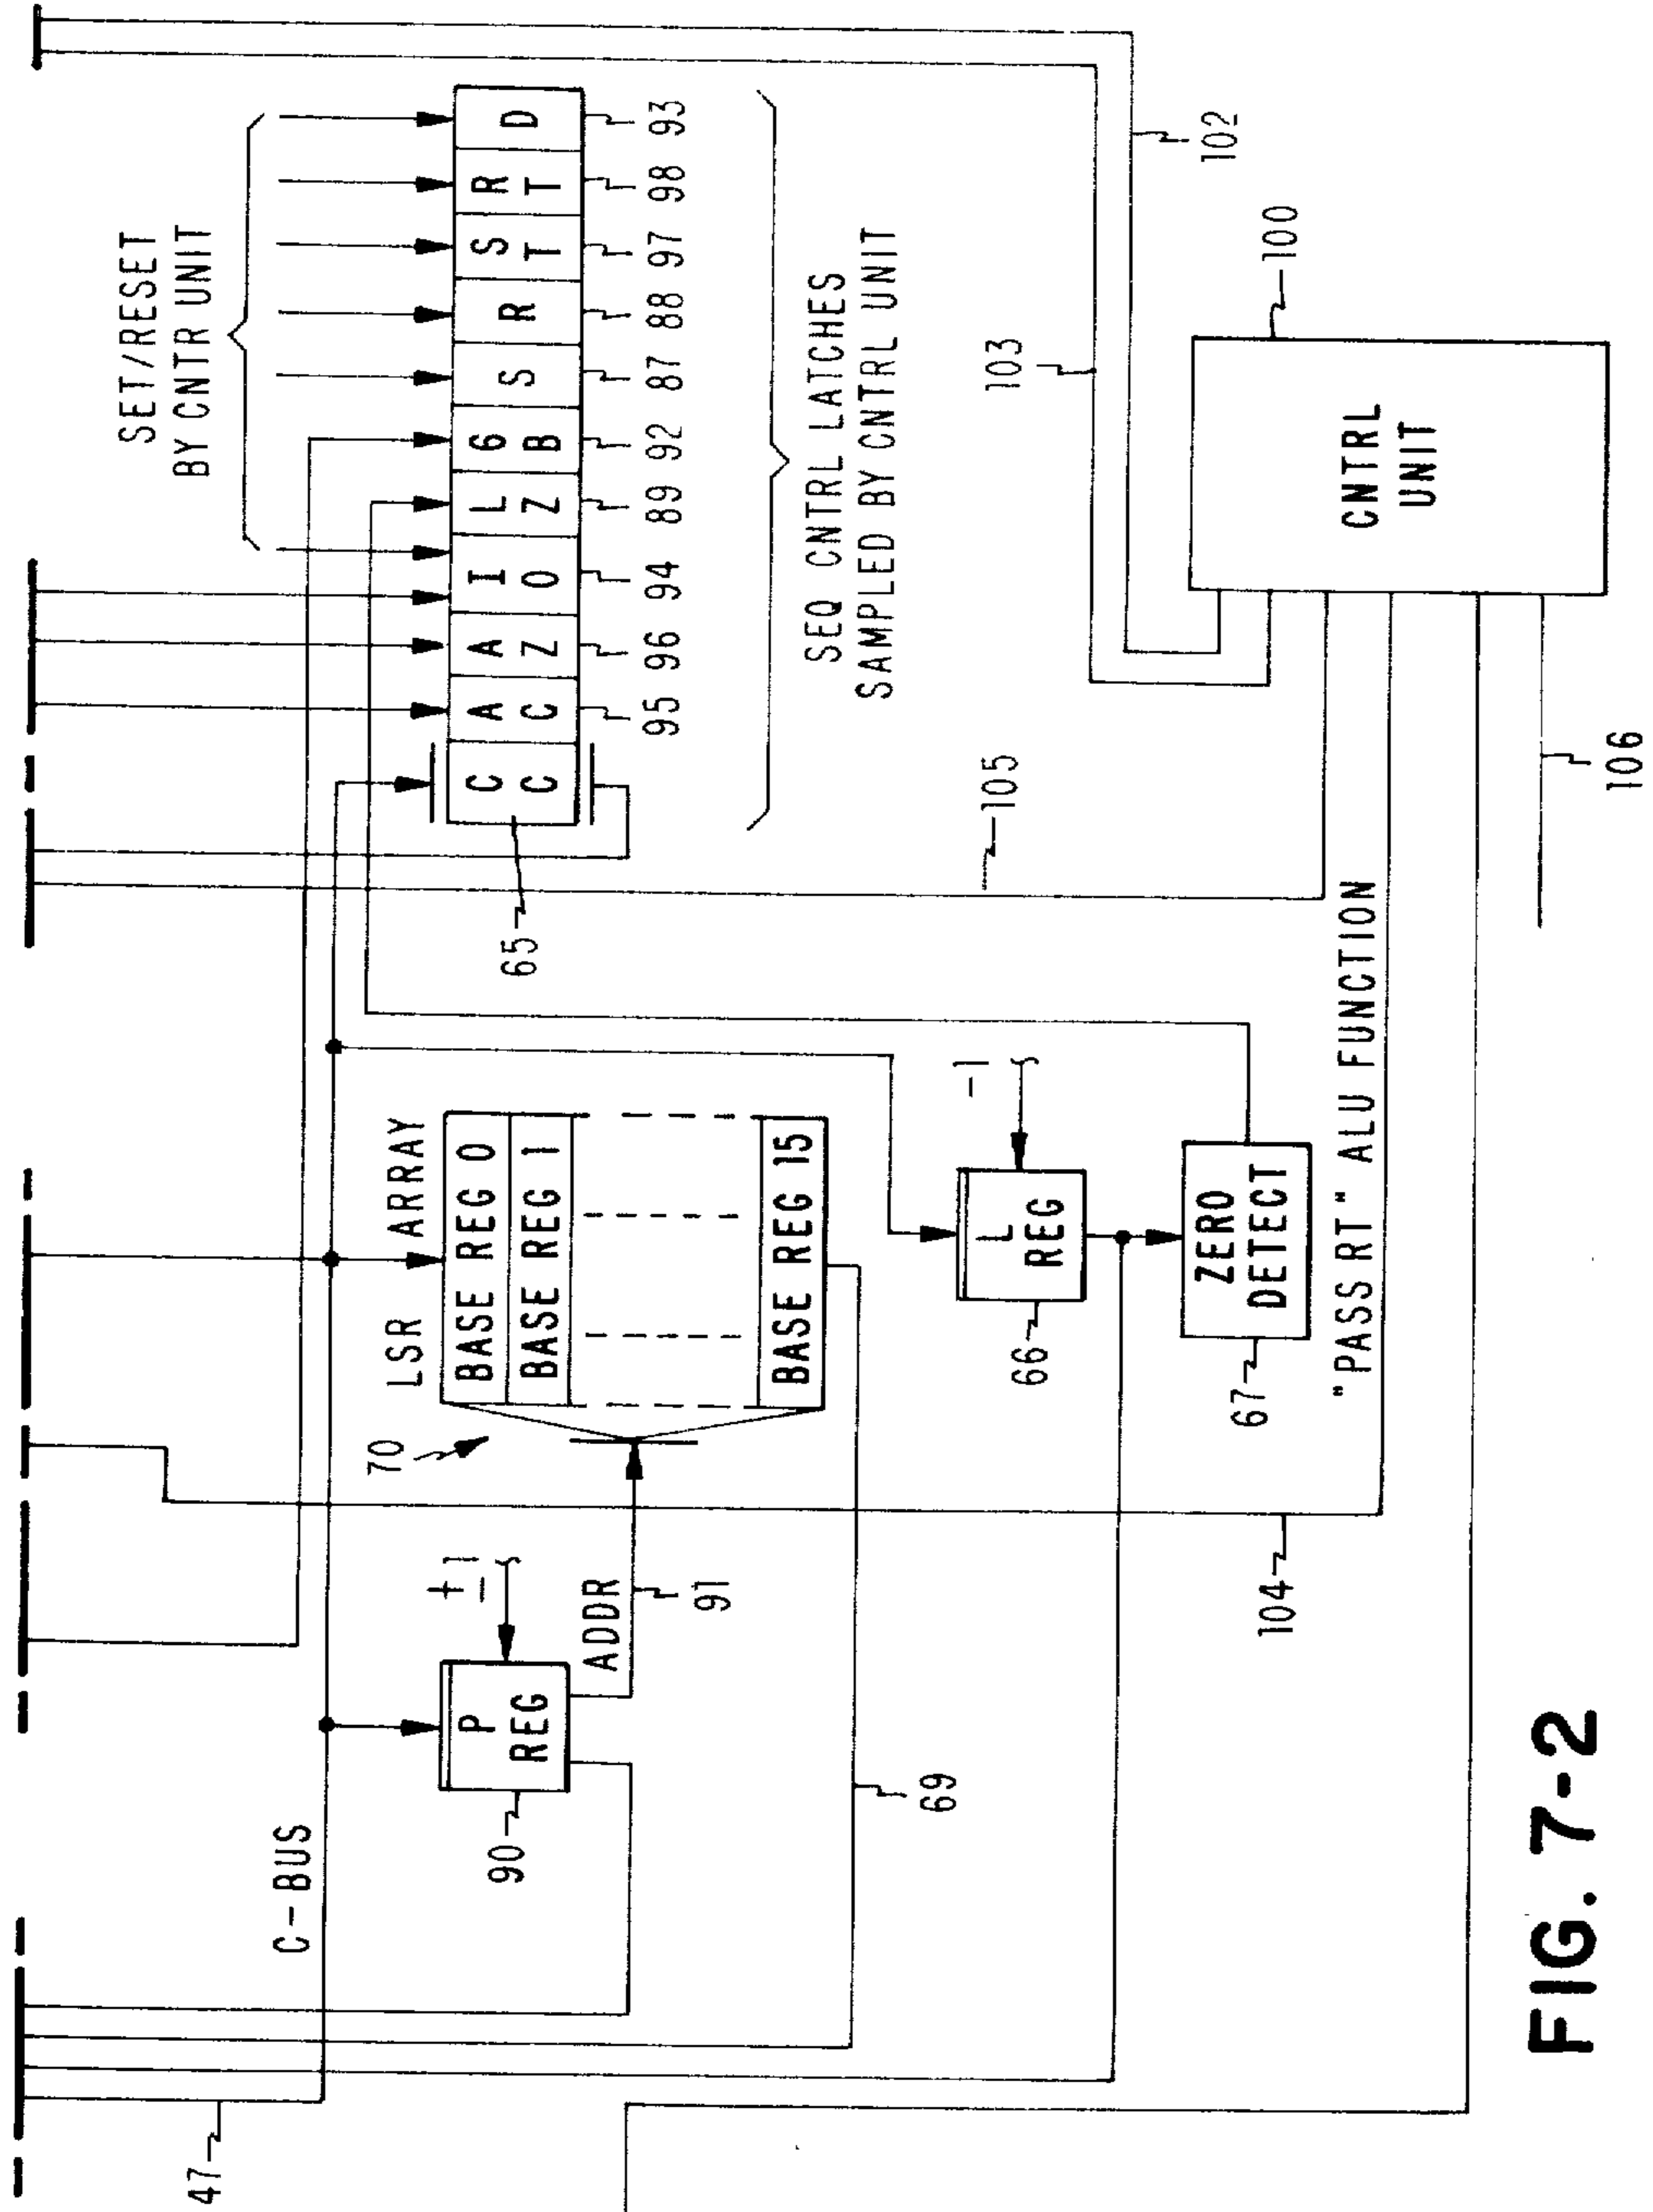 SET/RESET
BY CNTR UNIT
C C
A C
A Z
I O
L Z
6 B
S
R
S T
R T
D
65
95
96
94
89
92
87
88
97
98
93
SEQ CNTRL LATCHES
SAMPLED BY CNTRL UNIT
47
C-BUS
P
REG
90
±1
ADDR
91
70
LSR ARRAY
BASE REG 0
BASE REG 1
BASE REG 15
69
L
REG
66
-1
ZERO
DETECT
67
104
"PASS RT" ALU FUNCTION
105
103
102
CNTRL
UNIT
100
106
FIG. 7-2